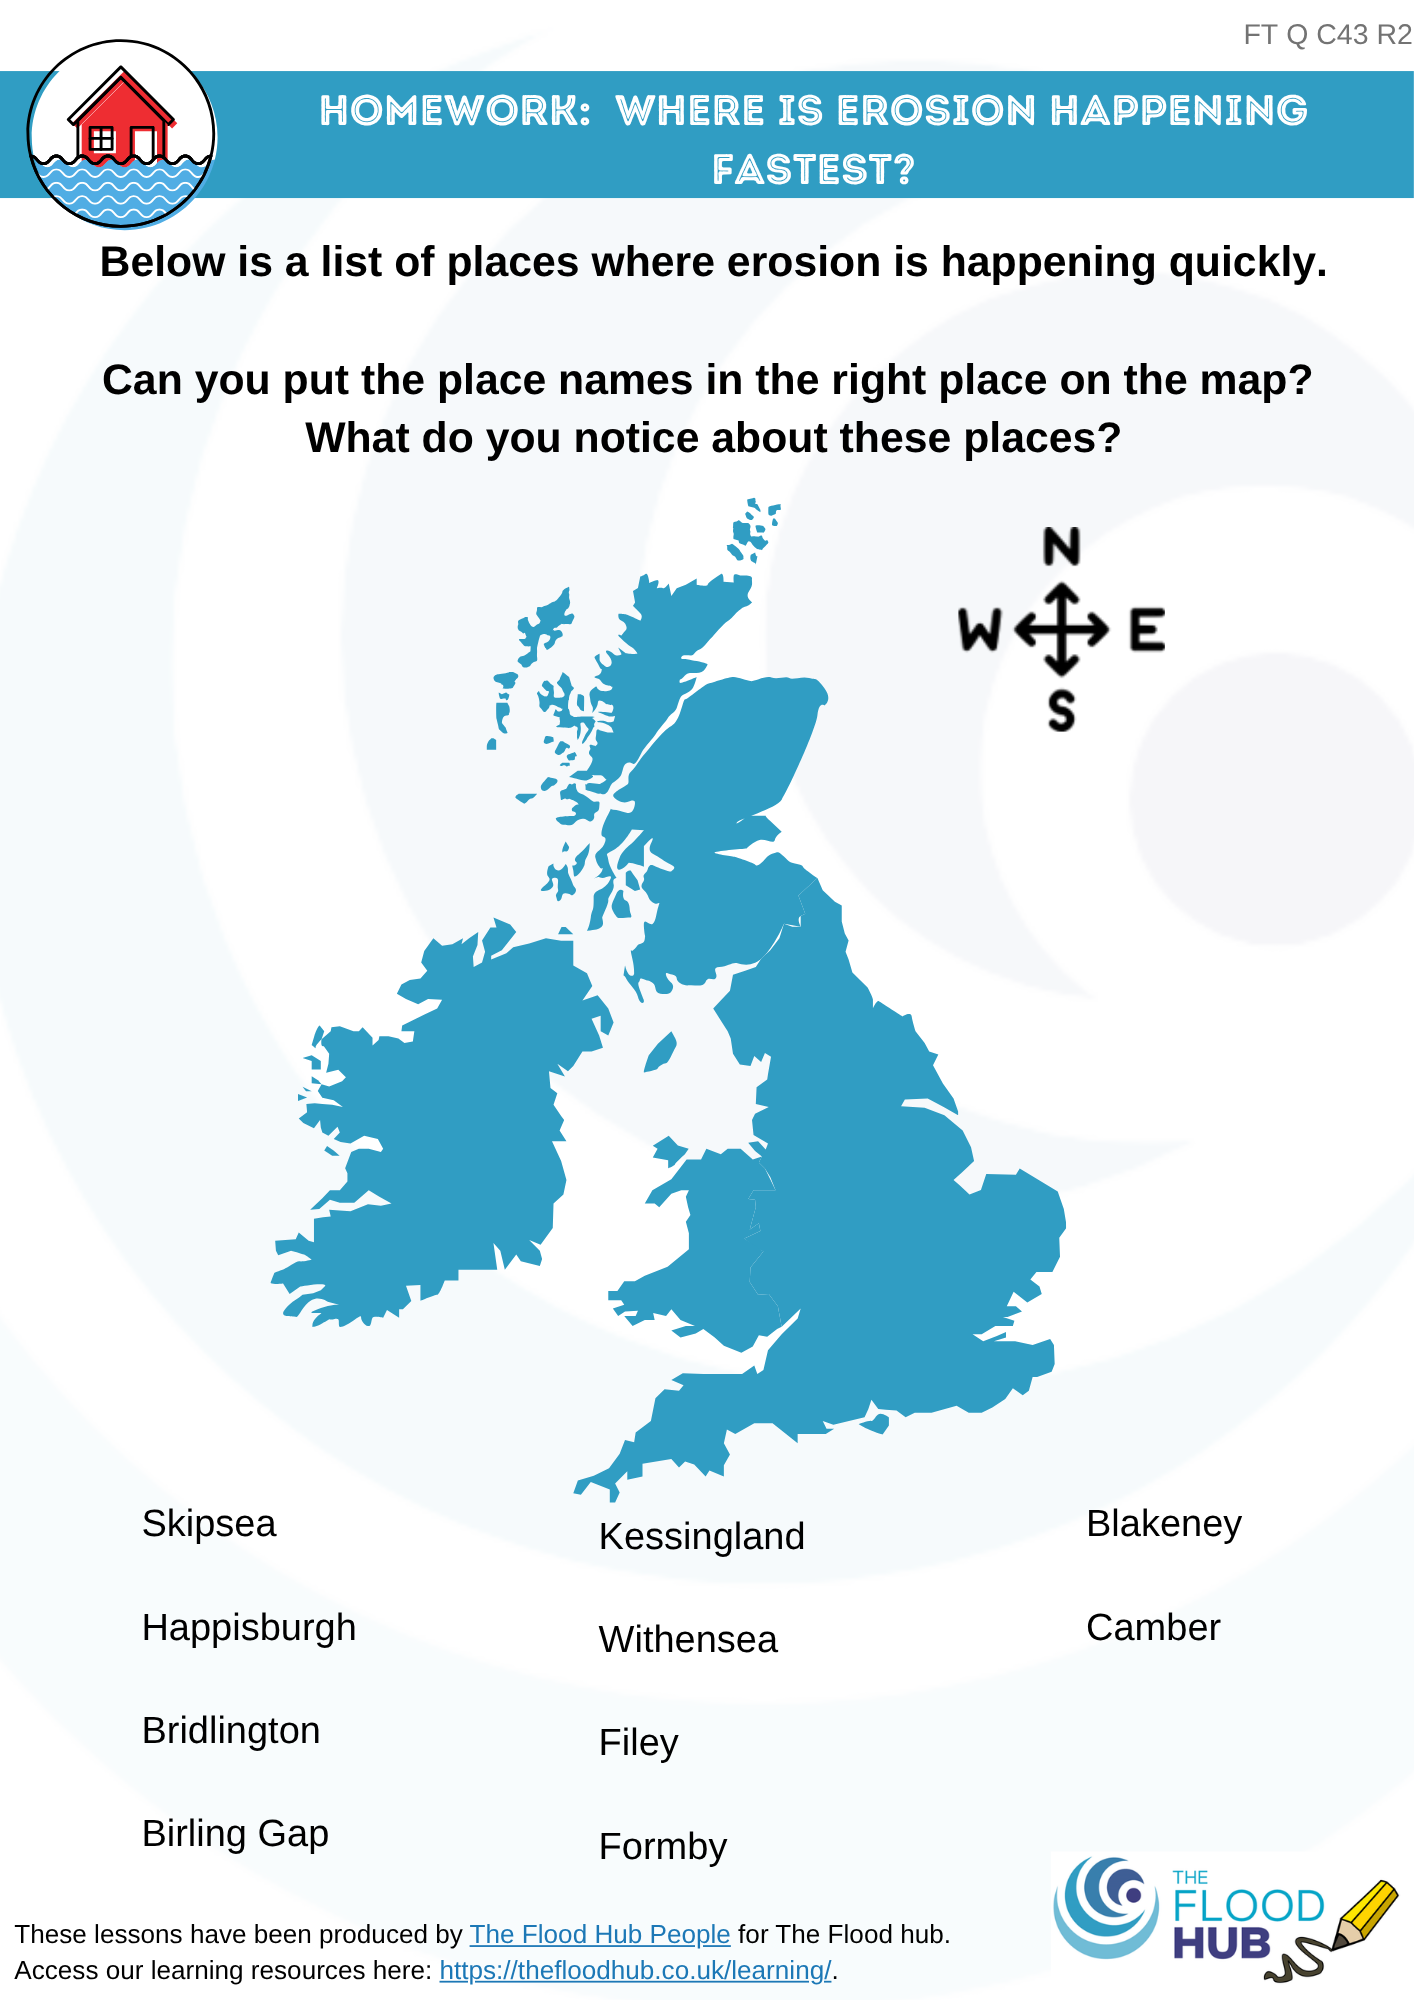 FT Q C43 R2
HOMEWORK: WHERE IS EROSION HAPPENING
FASTEST?
Below is a list of places where erosion is happening quickly.
Can you put the place names in the right place on the map?
What do you notice about these places?
N
W E
S
Skipsea
Happisburgh
Bridlington
Birling Gap
Kessingland
Withensea
Filey
Formby
Blakeney
Camber
These lessons have been produced by The Flood Hub People for The Flood hub.
Access our learning resources here: https://thefloodhub.co.uk/learning/.
THE
FLOOD
HUB